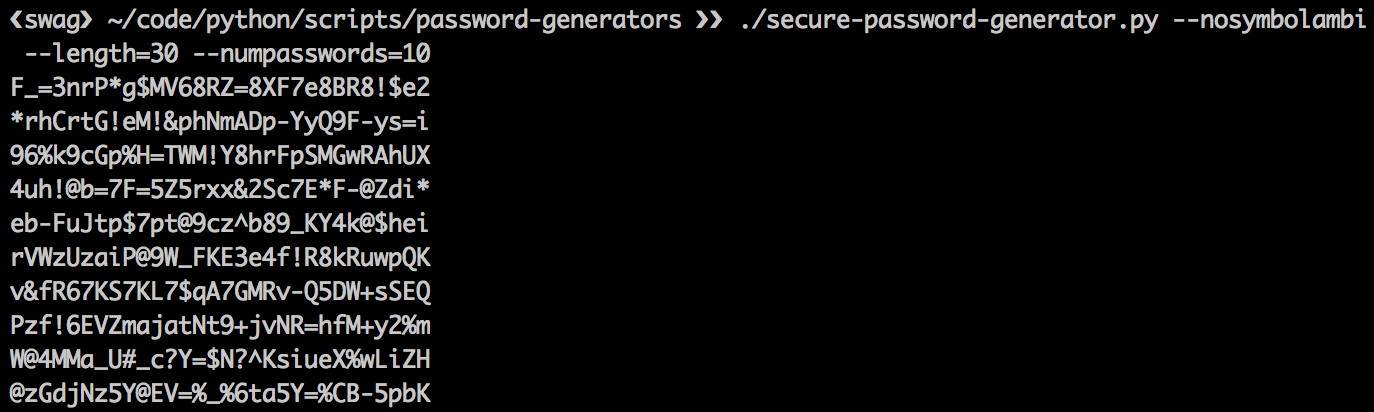 ❮swag❯ ~/code/python/scripts/password-generators ❯❯ ./secure-password-generator.py --nosymbolambi
 --length=30 --numpasswords=10
F_=3nrP*g$MV68RZ=8XF7e8BR8!$e2
*rhCrtG!eM!&phNmADp-YyQ9F-ys=i
96%k9cGp%H=TWM!Y8hrFpSMGwRAhUX
4uh!@b=7F=5Z5rxx&2Sc7E*F-@Zdi*
eb-FuJtp$7pt@9cz^b89_KY4k@$hei
rVWzUzaiP@9W_FKE3e4f!R8kRuwpQK
v&fR67KS7KL7$qA7GMRv-Q5DW+sSEQ
Pzf!6EVZmajatNt9+jvNR=hfM+y2%m
W@4MMa_U#_c?Y=$N?^KsiueX%wLiZH
@zGdjNz5Y@EV=%_%6ta5Y=%CB-5pbK